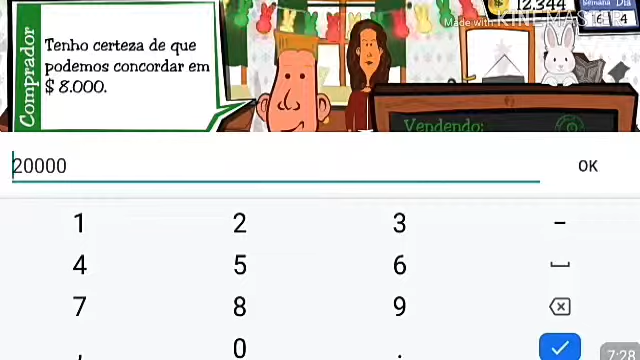 Comprador
Tenho certeza de que
podemos concordar em
$ 8.000.
Made with KINEMASTER
$ 12.344
Semana Dia
6 4
Vendendo:
20000
OK
1 2 3 –
4 5 6
7 8 9
, 0 .
7:28